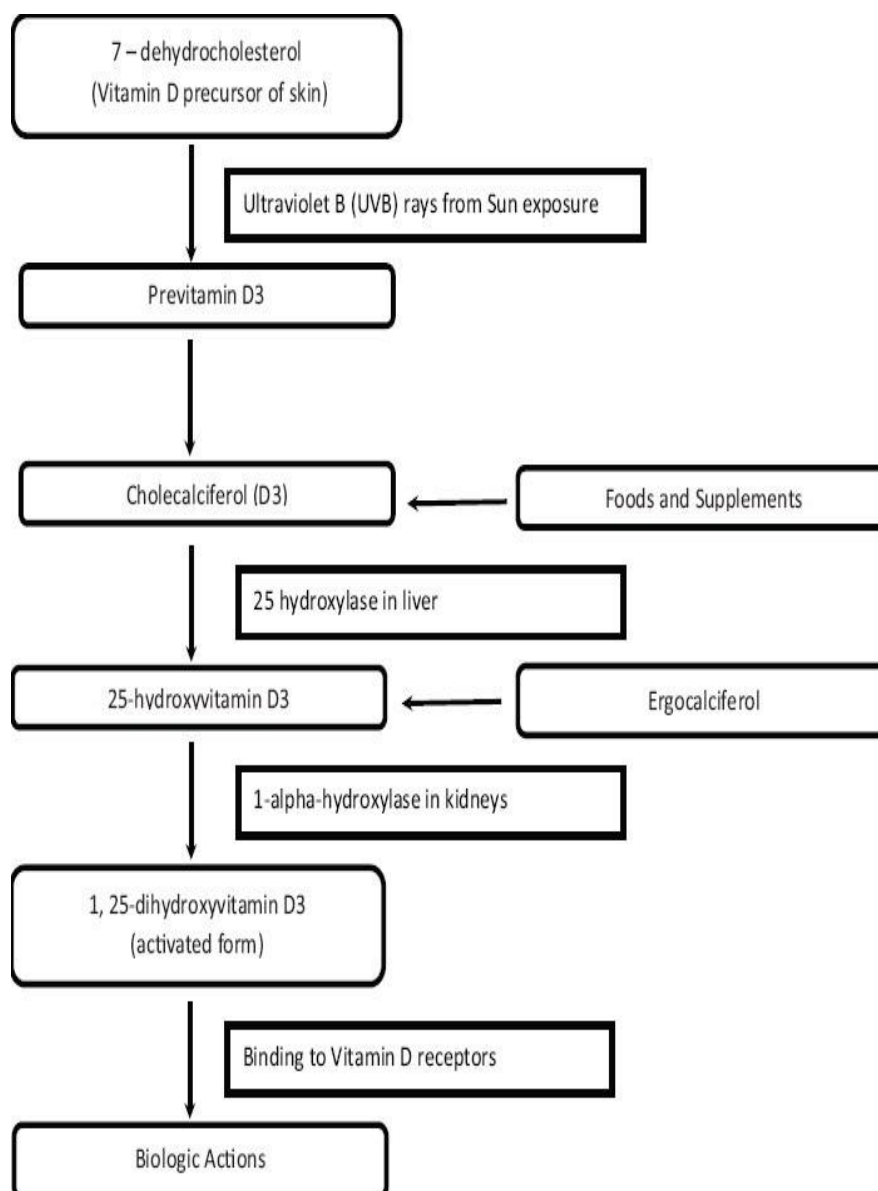 7 – dehydrocholesterol
(Vitamin D precursor of skin)
Ultraviolet B (UVB) rays from Sun exposure
Previtamin D3
Cholecalciferol (D3)
Foods and Supplements
25 hydroxylase in liver
25-hydroxyvitamin D3
Ergocalciferol
1-alpha-hydroxylase in kidneys
1, 25-dihydroxyvitamin D3
(activated form)
Binding to Vitamin D receptors
Biologic Actions